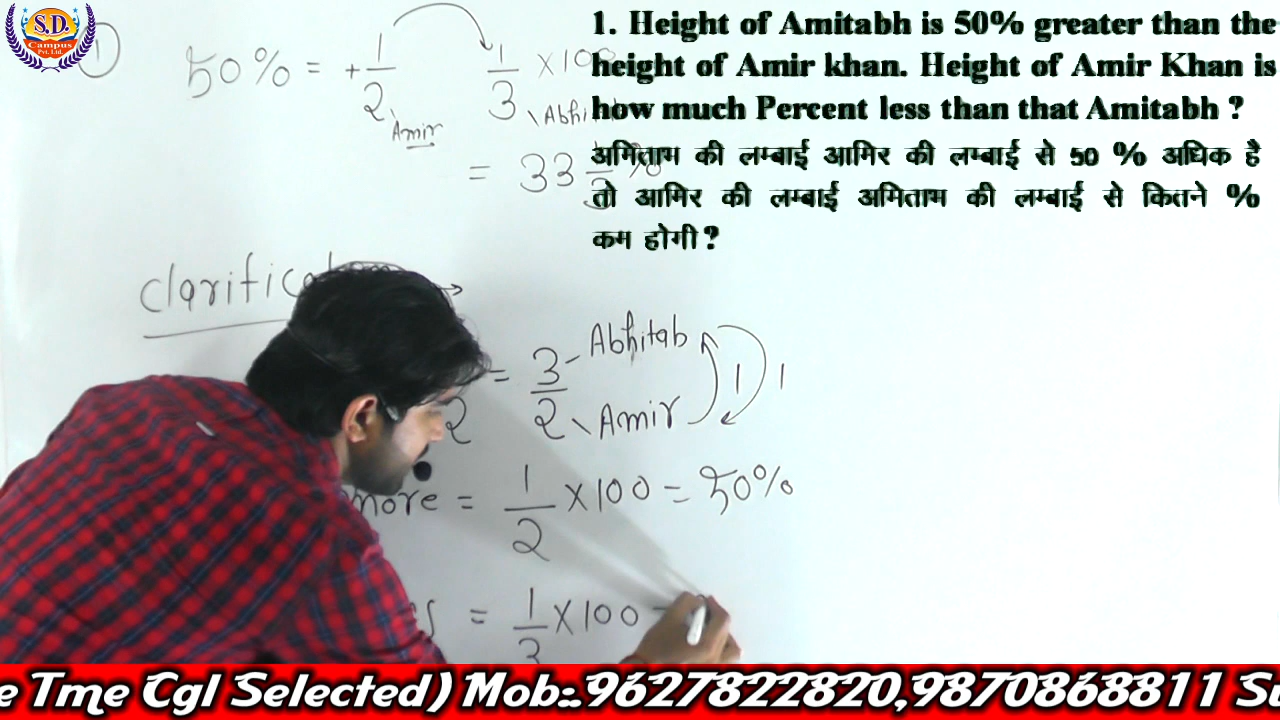 S.D.
Campus
Pvt. Ltd.
1. Height of Amitabh is 50% greater than the
height of Amir khan. Height of Amir Khan is
how much Percent less than that Amitabh ?
अमिताभ की लम्बाई आमिर की लम्बाई से 50 % अधिक है
तो आमिर की लम्बाई अमिताभ की लम्बाई से कितने %
कम होगी ?
1
50% = +1/2 1/3 ×100
Amir
= 33 1/3 %
2 = 3/2 Abhitab
Amir
1 1
more = 1/2 ×100 = 50%
= 1/3 ×100
Tme Cgl Selected) Mob:.9627822820,9870868811